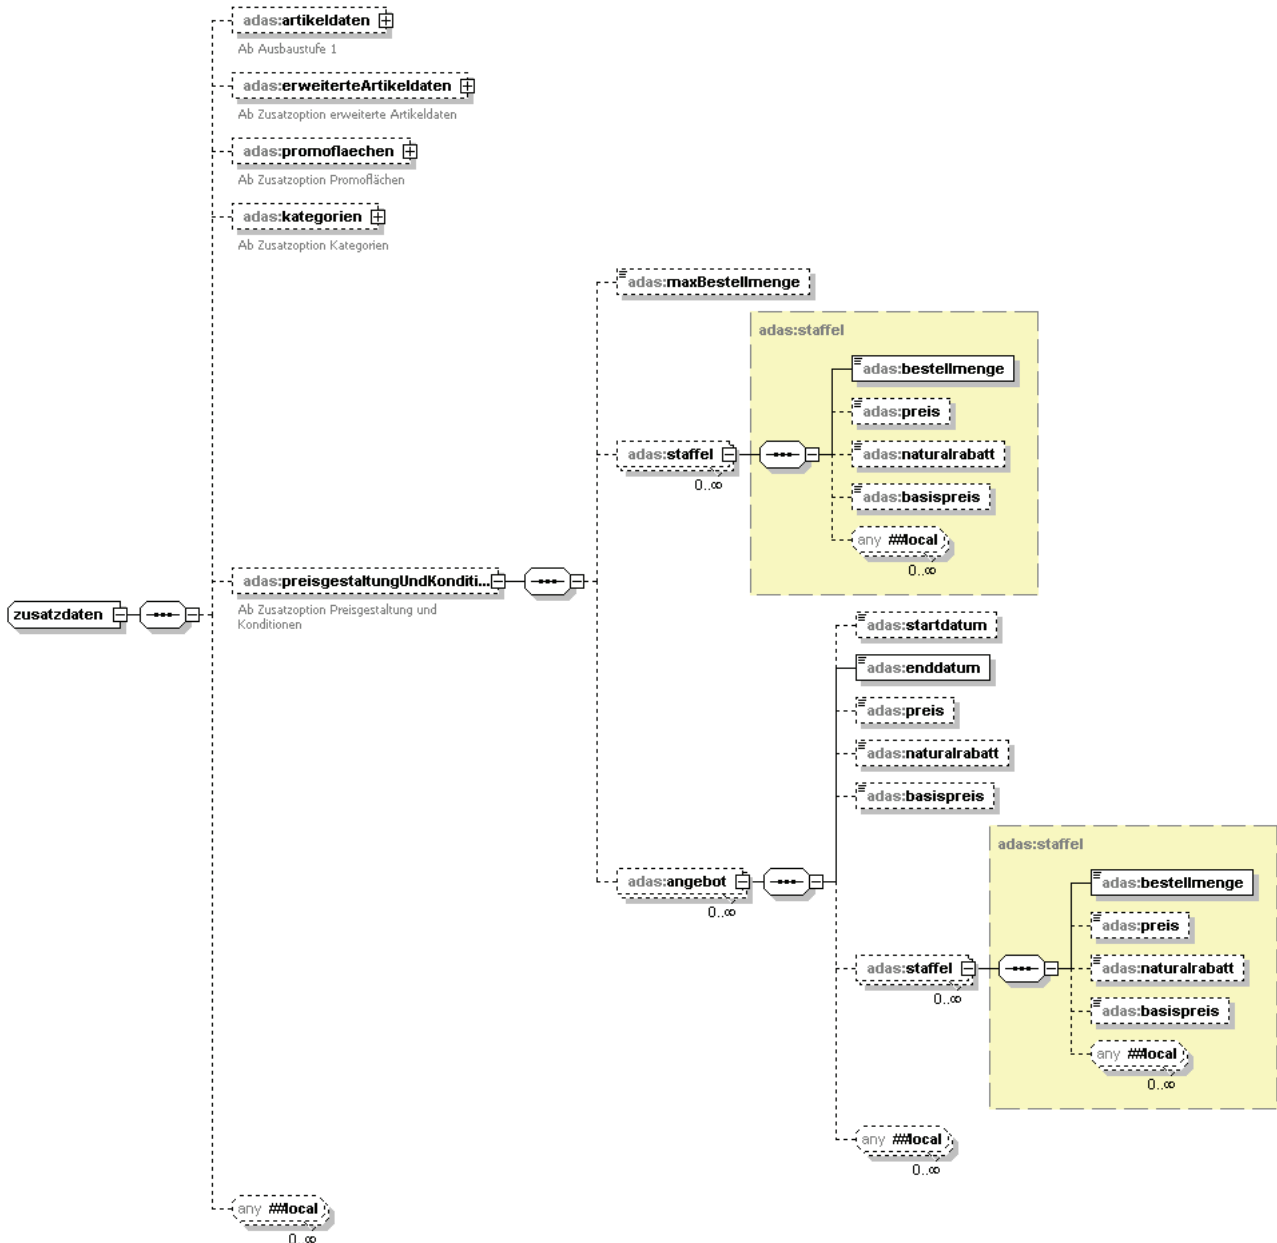 adas:artikeldaten
Ab Ausbaustufe 1
adas:erweiterteArtikeldaten
Ab Zusatzoption erweiterte Artikeldaten
adas:promoflaechen
Ab Zusatzoption Promoflächen
adas:kategorien
Ab Zusatzoption Kategorien
adas:maxBestellmenge
adas:staffel
adas:bestellmenge
adas:preis
adas:staffel
0..∞
adas:naturalrabatt
adas:basispreis
any ##local
0..∞
zusatzdaten
adas:preisgestaltungUndKonditi...
Ab Zusatzoption Preisgestaltung und
Konditionen
adas:startdatum
adas:enddatum
adas:preis
adas:naturalrabatt
adas:basispreis
adas:angebot
0..∞
adas:staffel
adas:bestellmenge
adas:preis
adas:staffel
0..∞
adas:naturalrabatt
adas:basispreis
any ##local
0..∞
any ##local
0..∞
any ##local
0..∞